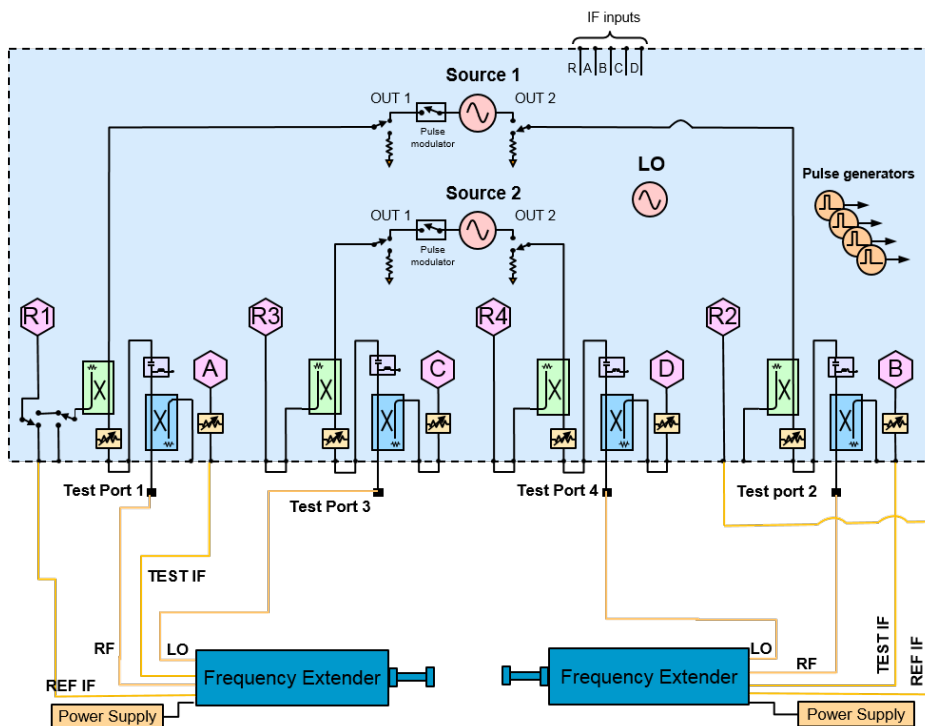 IF inputs
R A B C D
Source 1
OUT 1
OUT 2
Pulse
modulator
LO
Pulse generators
Source 2
OUT 1
OUT 2
Pulse
modulator
R1
R3
R4
R2
A
C
D
B
Test Port 1
Test Port 3
Test Port 4
Test port 2
TEST IF
RF
LO
REF IF
LO
RF
TEST IF
REF IF
Frequency Extender
Frequency Extender
Power Supply
Power Supply